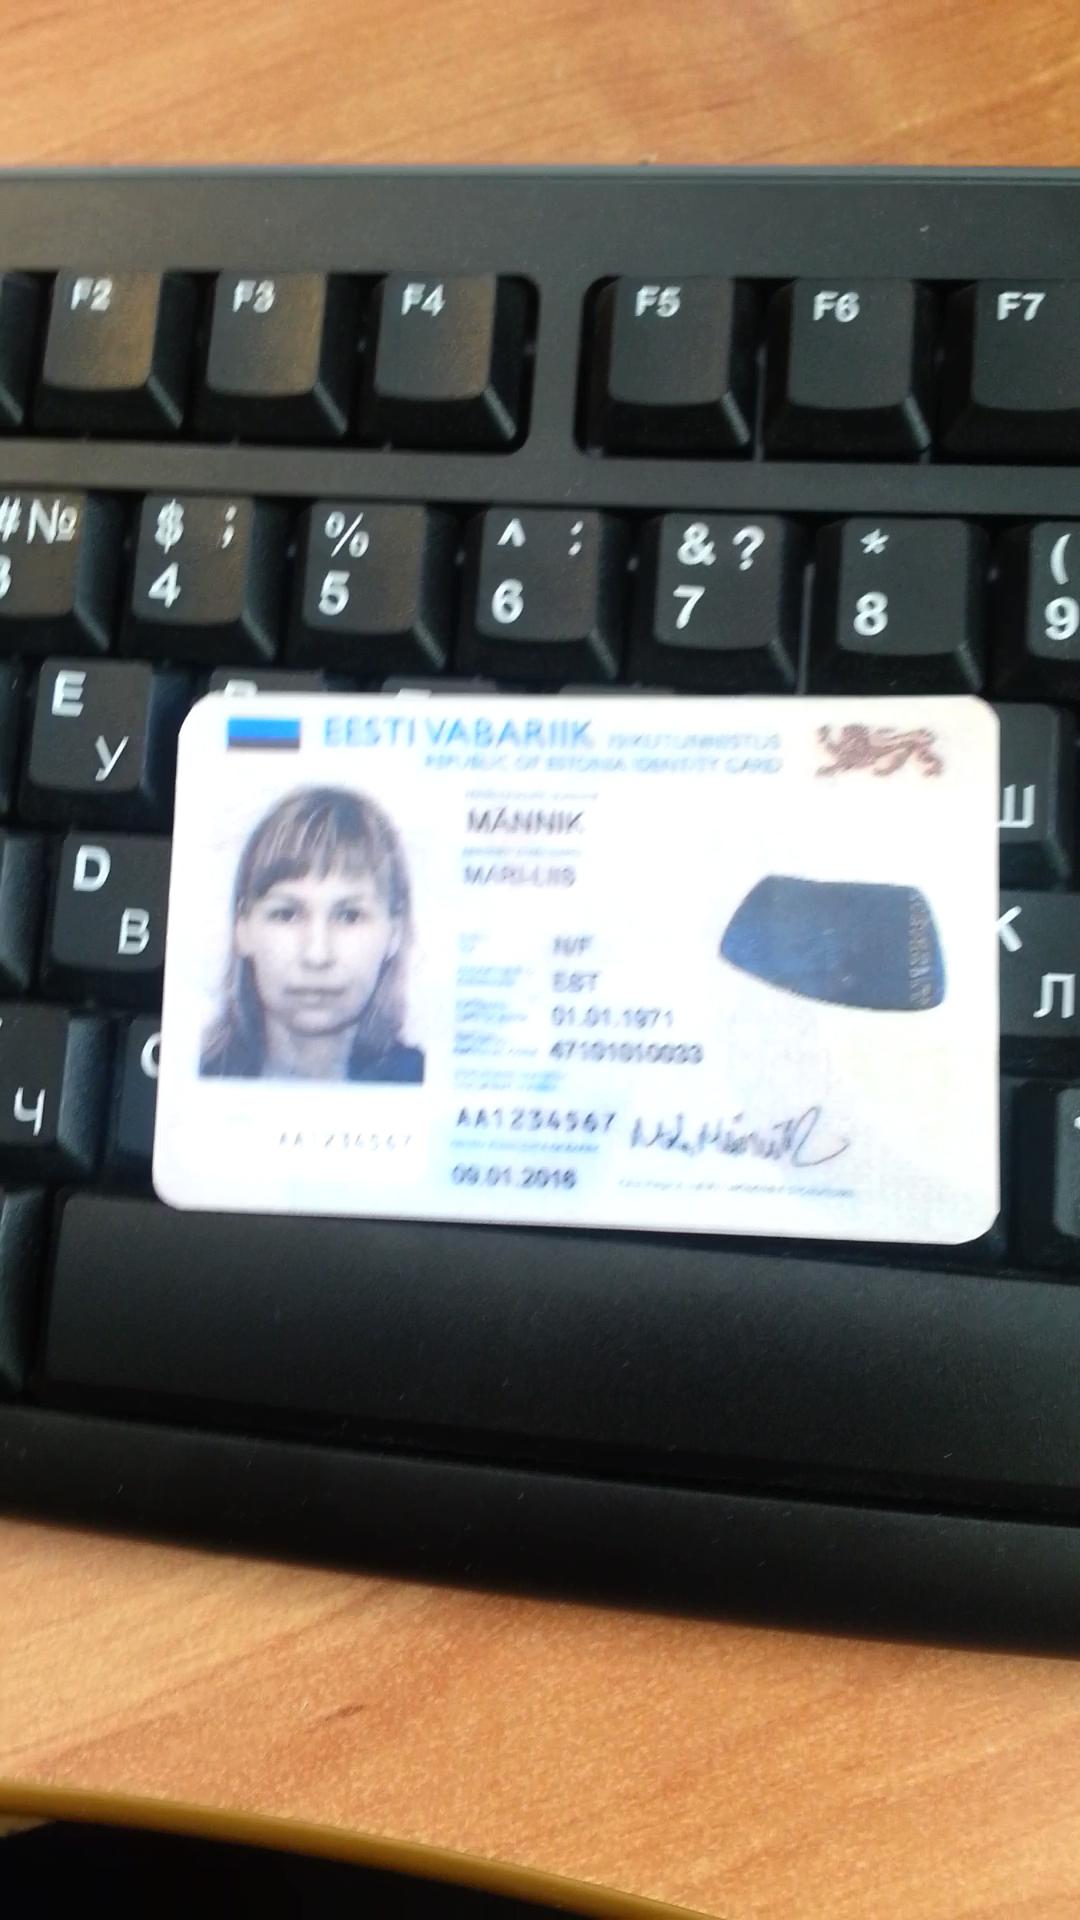 F2 F3 F4 F5 F6 F7
#№ $ ; % ^ : & ? * (
3 4 5 6 7 8 9
E
У
EESTI VABARIIK ISIKUTUNNISTUS
REPUBLIC OF ESTONIA IDENTITY CARD
MÄNNIK
MARI-LIIS
N/F
EST
01.01.1971
47101010033
AA1234567
AA1234567
09.01.2016
Ш
D
В
K
Л
Ч